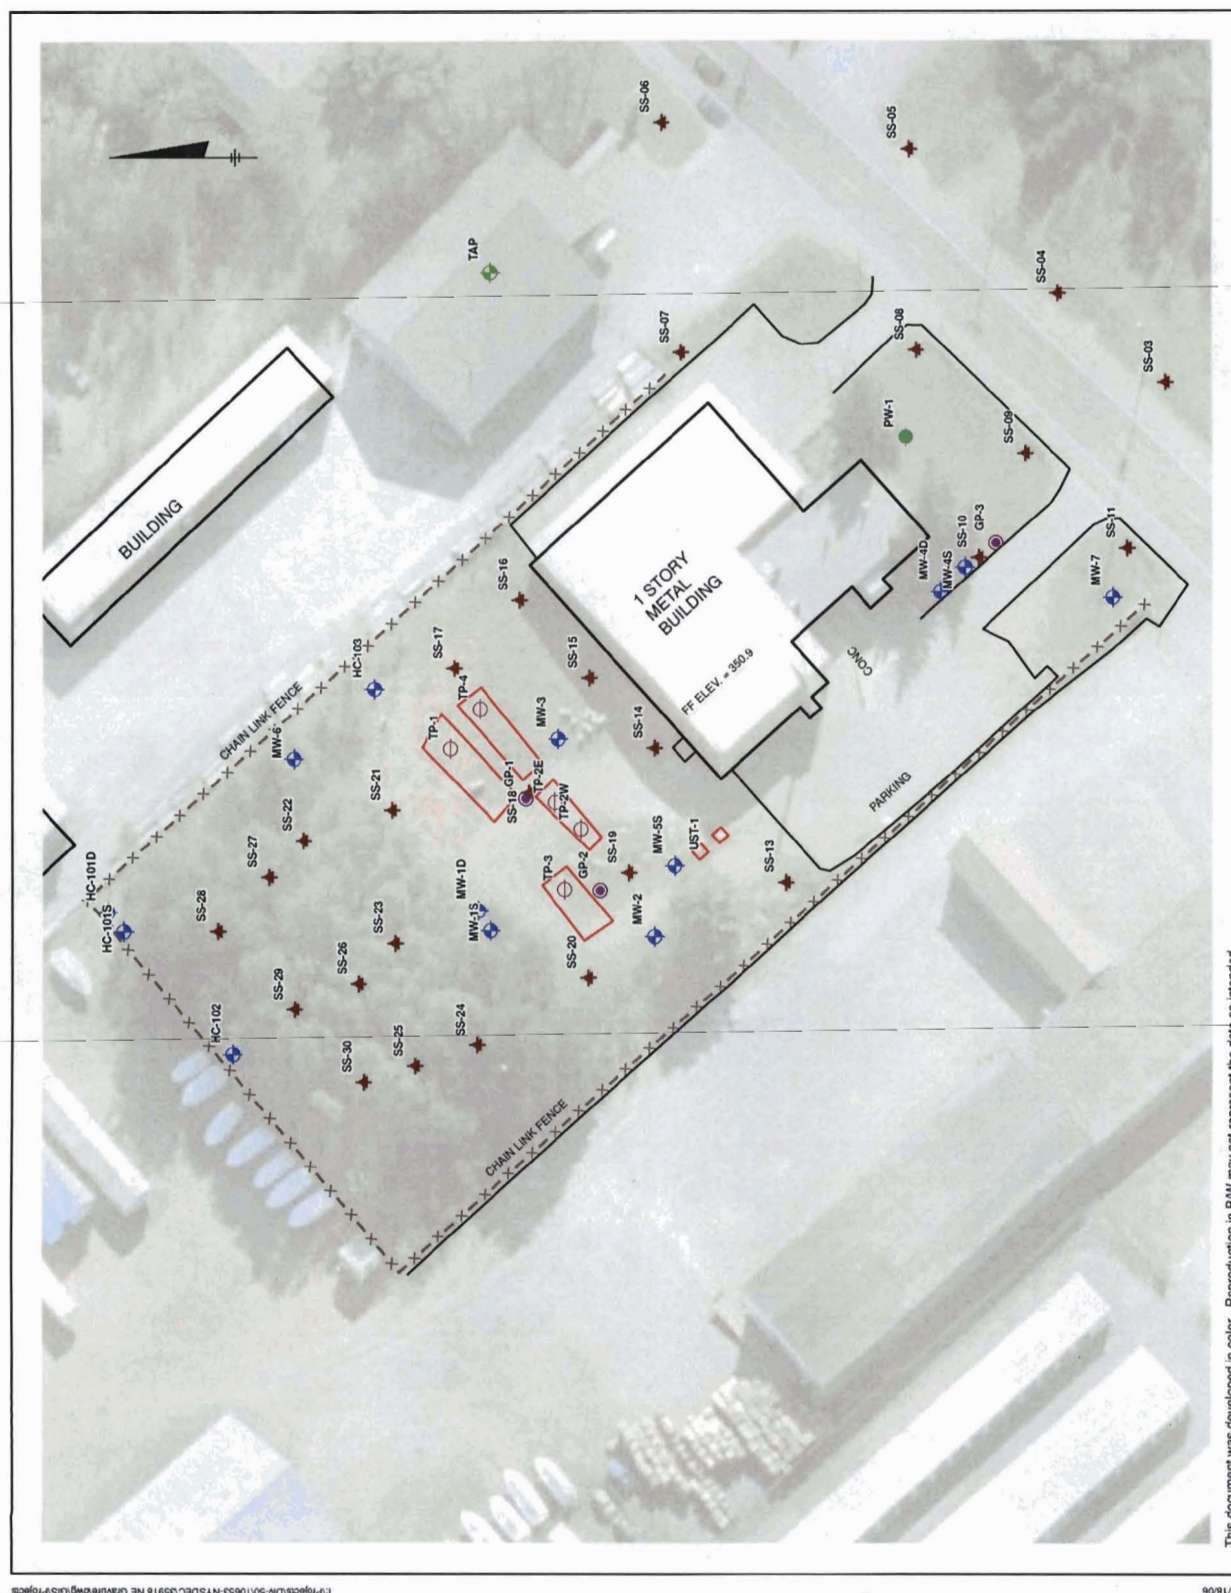 SS-06
SS-05
TAP
SS-04
SS-07
SS-08
SS-03
BUILDING
PW-1
SS-09
SS-16
1 STORY
METAL
BUILDING
FF ELEV. = 350.9
MW-4D
MW-4S
SS-10
GP-3
SS-11
MW-7
HC-103
SS-17
SS-15
CONC
CHAIN LINK FENCE
MW-6
TP-1
TP-4
MW-3
SS-14
PARKING
SS-21
SS-18
GP-1
TP-2E
TP-2W
SS-22
SS-27
SS-19
MW-5S
UST-1
SS-13
HC-101D
HC-101S
SS-28
SS-23
MW-1D
MW-1S
TP-3
GP-2
MW-2
SS-26
SS-20
SS-29
HC-102
SS-24
SS-25
SS-30
CHAIN LINK FENCE